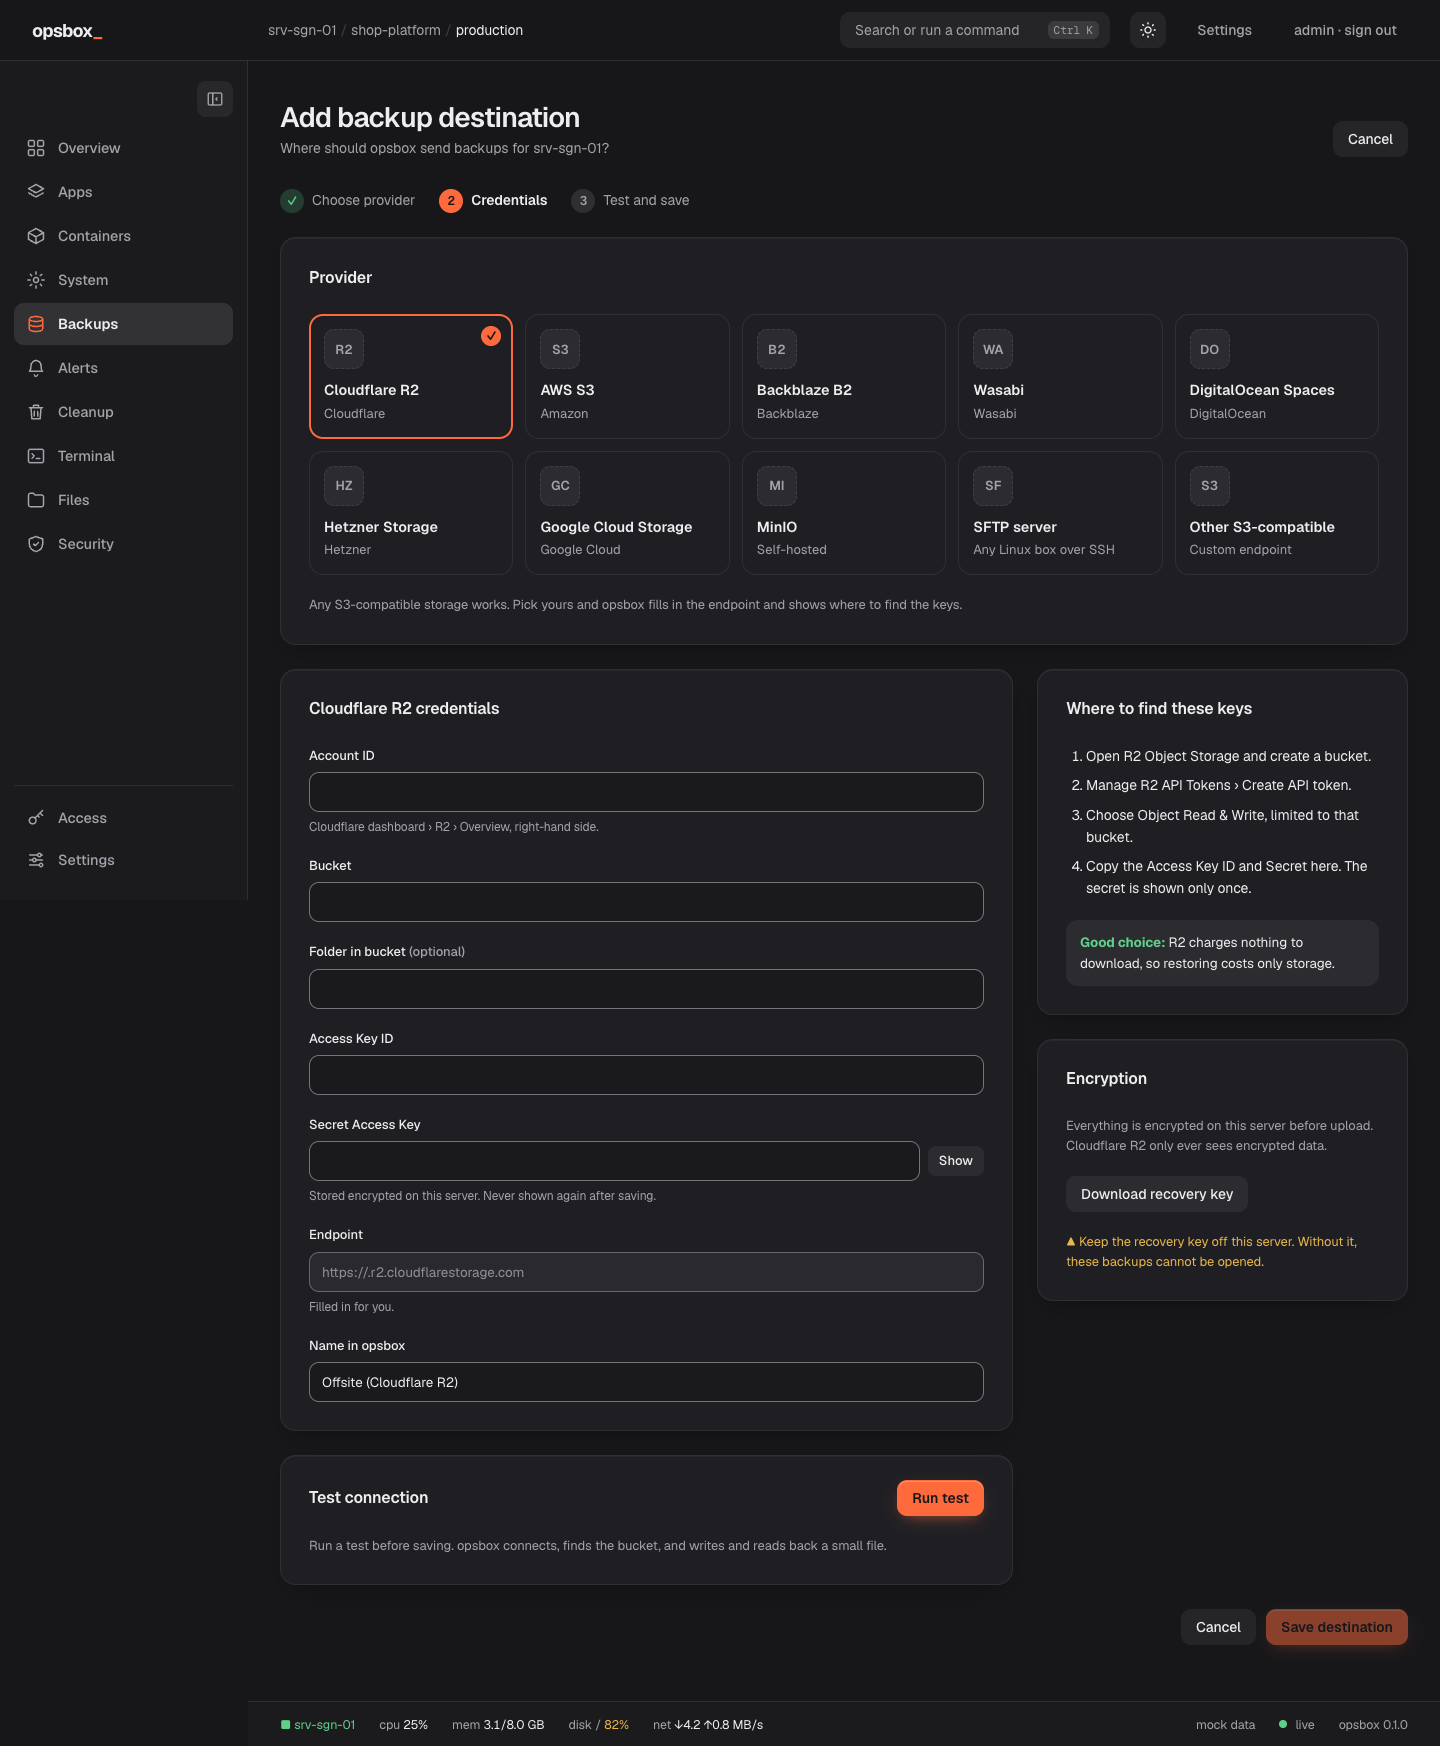 opsbox_
srv-sgn-01 / shop-platform / production
Search or run a command Ctrl K
Settings
admin · sign out
Overview
Apps
Containers
System
Backups
Alerts
Cleanup
Terminal
Files
Security
Access
Settings
Add backup destination
Where should opsbox send backups for srv-sgn-01?
Cancel
Choose provider
2 Credentials
3 Test and save
Provider
R2
Cloudflare R2
Cloudflare
S3
AWS S3
Amazon
B2
Backblaze B2
Backblaze
WA
Wasabi
Wasabi
DO
DigitalOcean Spaces
DigitalOcean
HZ
Hetzner Storage
Hetzner
GC
Google Cloud Storage
Google Cloud
MI
MinIO
Self-hosted
SF
SFTP server
Any Linux box over SSH
S3
Other S3-compatible
Custom endpoint
Any S3-compatible storage works. Pick yours and opsbox fills in the endpoint and shows where to find the keys.
Cloudflare R2 credentials
Account ID
Cloudflare dashboard › R2 › Overview, right-hand side.
Bucket
Folder in bucket (optional)
Access Key ID
Secret Access Key
Show
Stored encrypted on this server. Never shown again after saving.
Endpoint
https://.r2.cloudflarestorage.com
Filled in for you.
Name in opsbox
Offsite (Cloudflare R2)
Where to find these keys
1. Open R2 Object Storage and create a bucket.
2. Manage R2 API Tokens › Create API token.
3. Choose Object Read & Write, limited to that
bucket.
4. Copy the Access Key ID and Secret here. The
secret is shown only once.
Good choice: R2 charges nothing to
download, so restoring costs only storage.
Encryption
Everything is encrypted on this server before upload.
Cloudflare R2 only ever sees encrypted data.
Download recovery key
▲ Keep the recovery key off this server. Without it,
these backups cannot be opened.
Test connection
Run test
Run a test before saving. opsbox connects, finds the bucket, and writes and reads back a small file.
Cancel
Save destination
srv-sgn-01 cpu 25% mem 3.1/8.0 GB disk / 82% net ↓4.2 ↑0.8 MB/s
mock data live opsbox 0.1.0